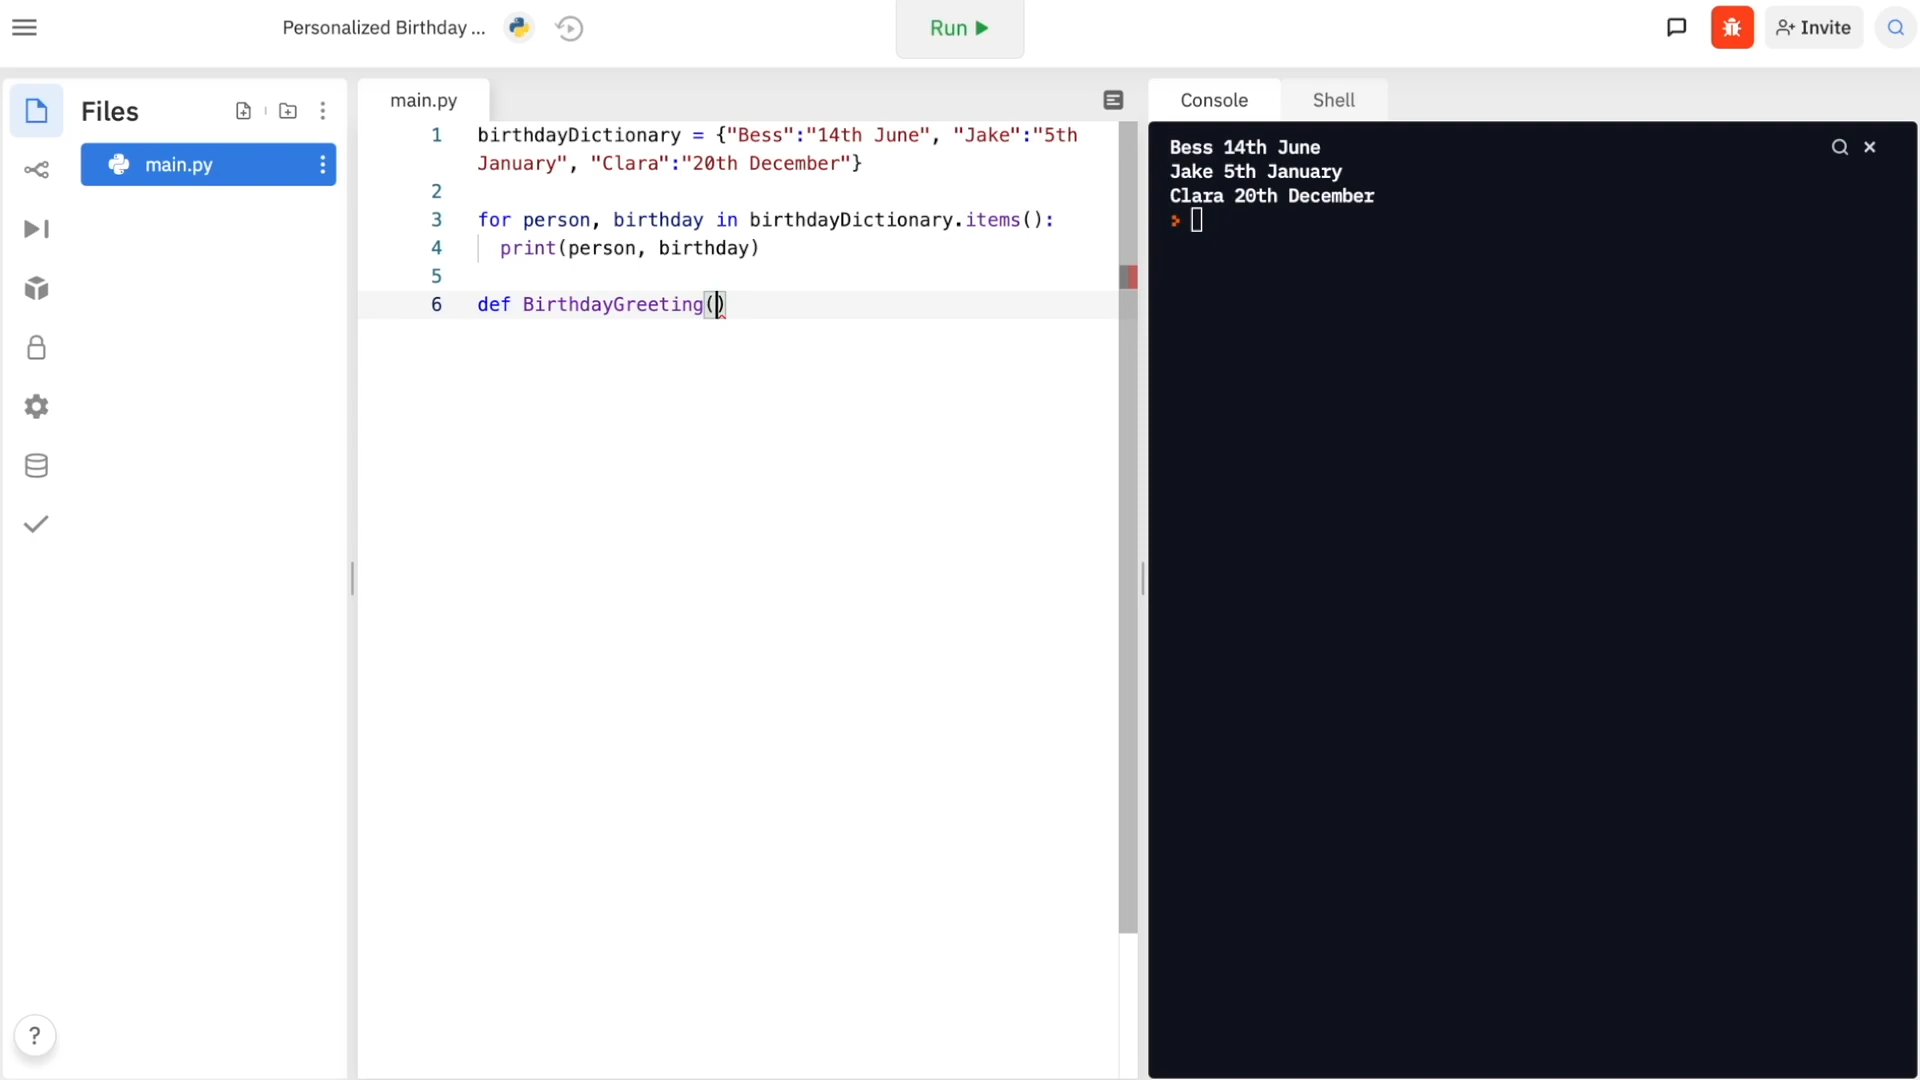 Personalized Birthday ...
Run
Invite
Files
main.py
main.py
1 birthdayDictionary = {"Bess":"14th June", "Jake":"5th
January", "Clara":"20th December"}
2
3 for person, birthday in birthdayDictionary.items():
4 print(person, birthday)
5
6 def BirthdayGreeting()
Console Shell
Bess 14th June
Jake 5th January
Clara 20th December
?